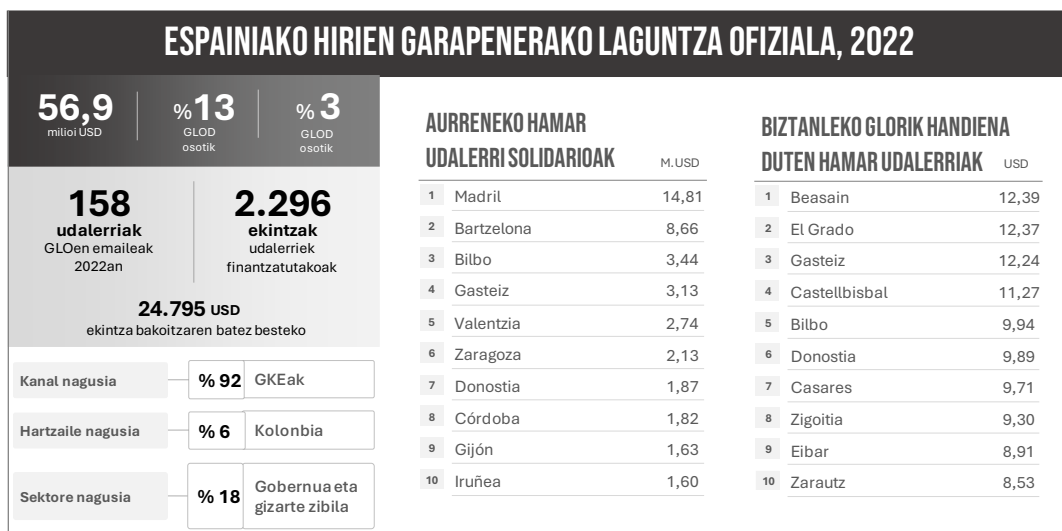 ESPAINIAKO HIRIEN GARAPENERAKO LAGUNTZA OFIZIALA, 2022
56,9
milioi USD
%13
GLOD
osotik
% 3
GLOD
osotik
158
udalerriak
GLOen emaileak
2022an
2.296
ekintzak
udalerriek
finantzatutakoak
24.795 USD
ekintza bakoitzaren batez besteko
Kanal nagusia % 92 GKEak
Hartzaile nagusia % 6 Kolonbia
Sektore nagusia % 18 Gobernua eta
gizarte zibila
AURRENEKO HAMAR
UDALERRI SOLIDARIOAK M.USD
1 Madril 14,81
2 Bartzelona 8,66
3 Bilbo 3,44
4 Gasteiz 3,13
5 Valentzia 2,74
6 Zaragoza 2,13
7 Donostia 1,87
8 Córdoba 1,82
9 Gijón 1,63
10 Iruñea 1,60
BIZTANLEKO GLORIK HANDIENA
DUTEN HAMAR UDALERRIAK USD
1 Beasain 12,39
2 El Grado 12,37
3 Gasteiz 12,24
4 Castellbisbal 11,27
5 Bilbo 9,94
6 Donostia 9,89
7 Casares 9,71
8 Zigoitia 9,30
9 Eibar 8,91
10 Zarautz 8,53